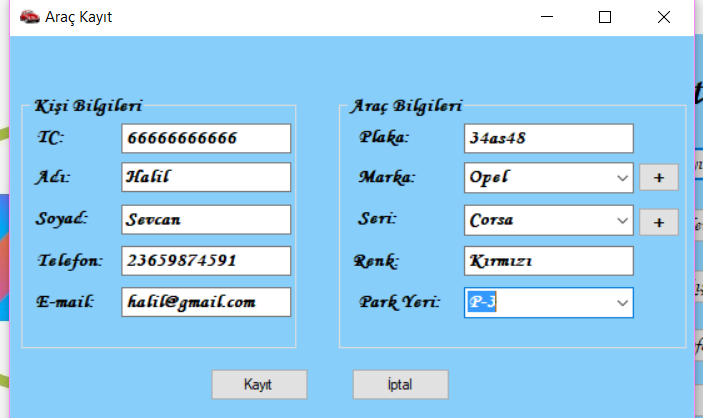 Araç Kayıt
Kişi Bilgileri
TC: 66666666666
Adı: Halil
Soyad: Sevcan
Telefon: 23659874591
E-mail: halil@gmail.com
Araç Bilgileri
Plaka: 34as48
Marka: Opel +
Seri: Corsa +
Renk: Kırmızı
Park Yeri: P-3
Kayıt İptal